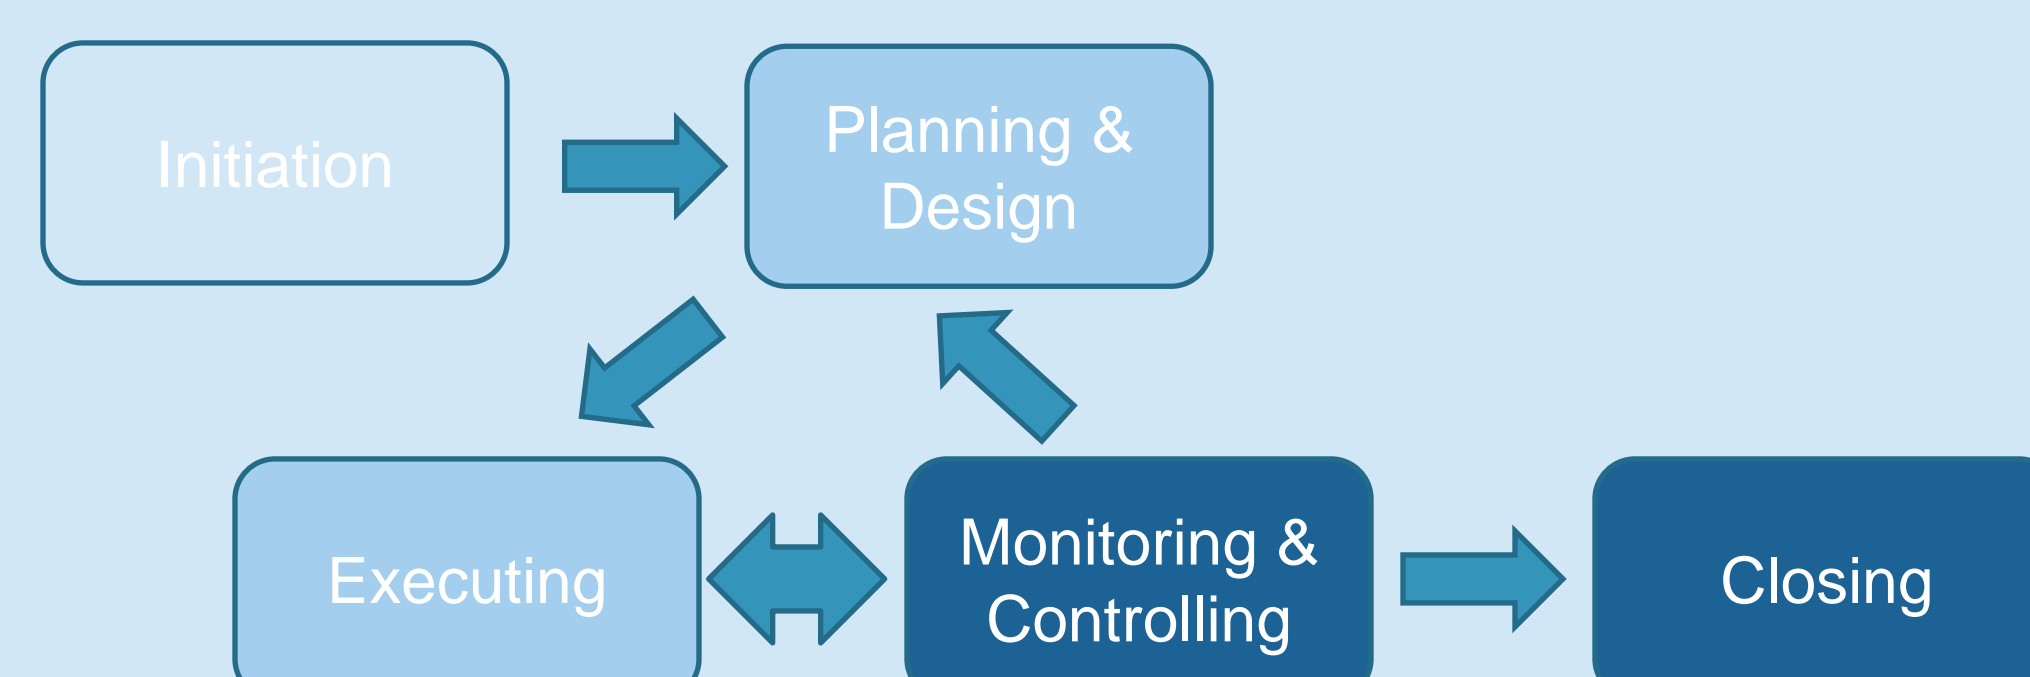 Initiation
Planning &
Design
Executing
Monitoring &
Controlling
Closing